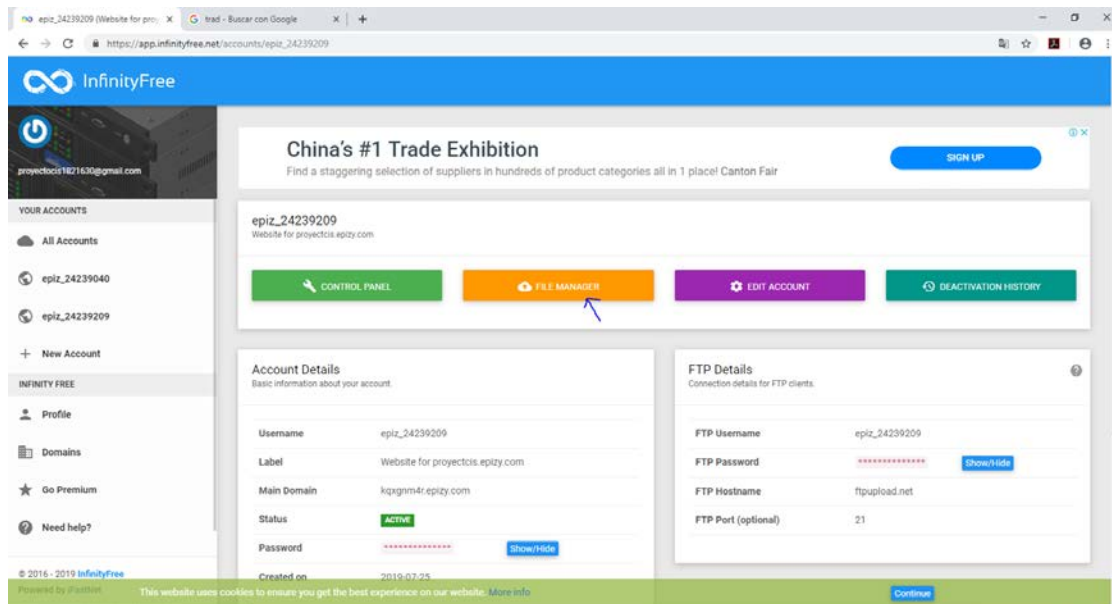 epiz_24239209 (Website for proy
trad - Buscar con Google
https://app.infinityfree.net/accounts/epiz_24239209
InfinityFree
proyectocis1821630@gmail.com
YOUR ACCOUNTS
All Accounts
epiz_24239040
epiz_24239209
New Account
INFINITY FREE
Profile
Domains
Go Premium
Need help?
© 2016 - 2019 InfinityFree
Powered by iFastNet
China's #1 Trade Exhibition
Find a staggering selection of suppliers in hundreds of product categories all in 1 place! Canton Fair
SIGN UP
epiz_24239209
Website for proyectcis.epizy.com
CONTROL PANEL
FILE MANAGER
EDIT ACCOUNT
DEACTIVATION HISTORY
Account Details
Basic information about your account.
Username epiz_24239209
Label Website for proyectcis.epizy.com
Main Domain kqxgnm4r.epizy.com
Status ACTIVE
Password ************** Show/Hide
Created on 2019-07-25
FTP Details
Connection details for FTP clients.
FTP Username epiz_24239209
FTP Password ************** Show/Hide
FTP Hostname ftpupload.net
FTP Port (optional) 21
This website uses cookies to ensure you get the best experience on our website. More info
Continue